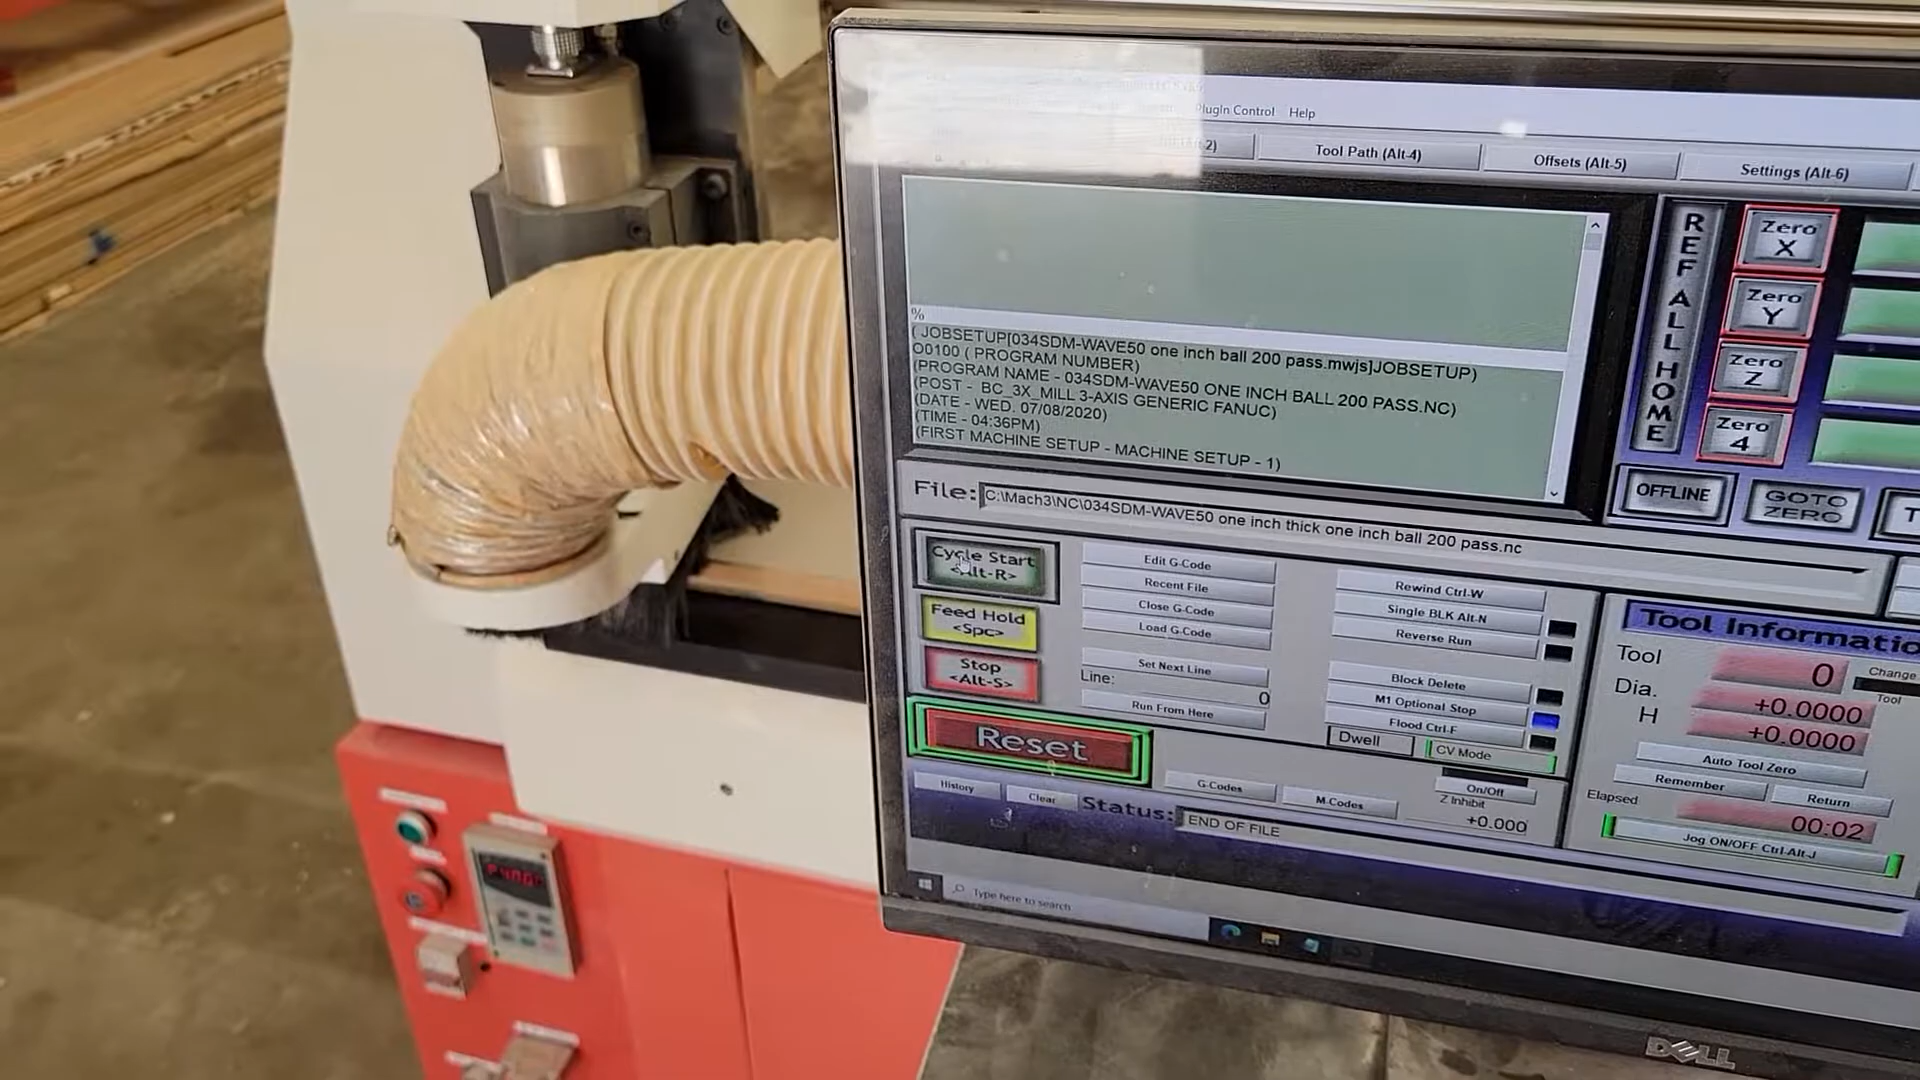 PlugIn Control Help
Tool Path (Alt-4) Offsets (Alt-5) Settings (Alt-6)
%
( JOBSETUP[034SDM-WAVE50 one inch ball 200 pass.mwjs]JOBSETUP)
O0100 ( PROGRAM NUMBER)
(PROGRAM NAME - 034SDM-WAVE50 ONE INCH BALL 200 PASS.NC)
(POST - BC_3X_MILL 3-AXIS GENERIC FANUC)
(DATE - WED. 07/08/2020)
(TIME - 04:36PM)
(FIRST MACHINE SETUP - MACHINE SETUP - 1)
REF ALL HOME
Zero X
Zero Y
Zero Z
Zero 4
OFFLINE
GOTO ZERO
File: C:\Mach3\NC\034SDM-WAVE50 one inch thick one inch ball 200 pass.nc
Cycle Start
<Alt-R>
Feed Hold
<Spc>
Stop
<Alt-S>
Reset
Edit G-Code
Recent File
Close G-Code
Load G-Code
Set Next Line
Line: 0
Run From Here
Rewind Ctrl-W
Single BLK Alt-N
Reverse Run
Block Delete
M1 Optional Stop
Flood Ctrl-F
Dwell CV Mode
On/Off
Z Inhibit
+0.000
G-Codes M-Codes
History Clear Status: END OF FILE
Tool
Dia.
H
0
+0.0000
+0.0000
Change
Tool
Auto Tool Zero
Remember Return
Elapsed 00:02
Jog ON/OFF Ctrl-Alt-J
Type here to search
DELL